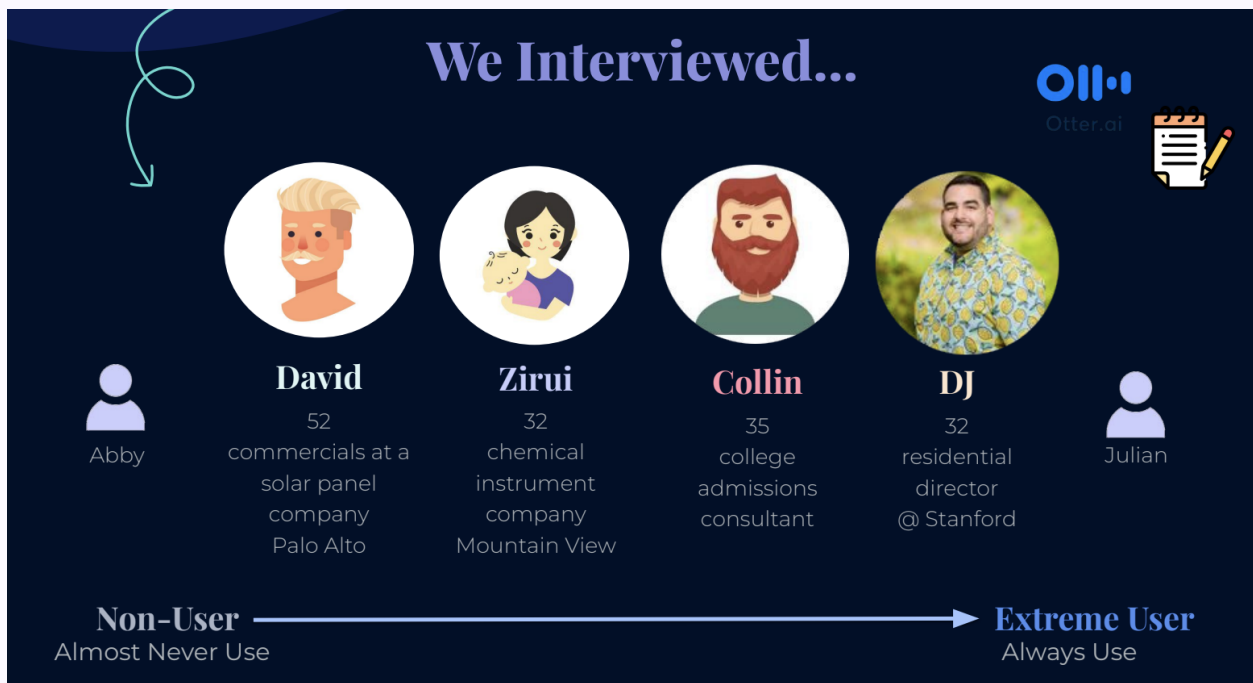 We Interviewed...
Otter.ai
Abby
David
52
commercials at a
solar panel
company
Palo Alto
Zirui
32
chemical
instrument
company
Mountain View
Collin
35
college
admissions
consultant
DJ
32
residential
director
@ Stanford
Julian
Non-User
Almost Never Use
Extreme User
Always Use